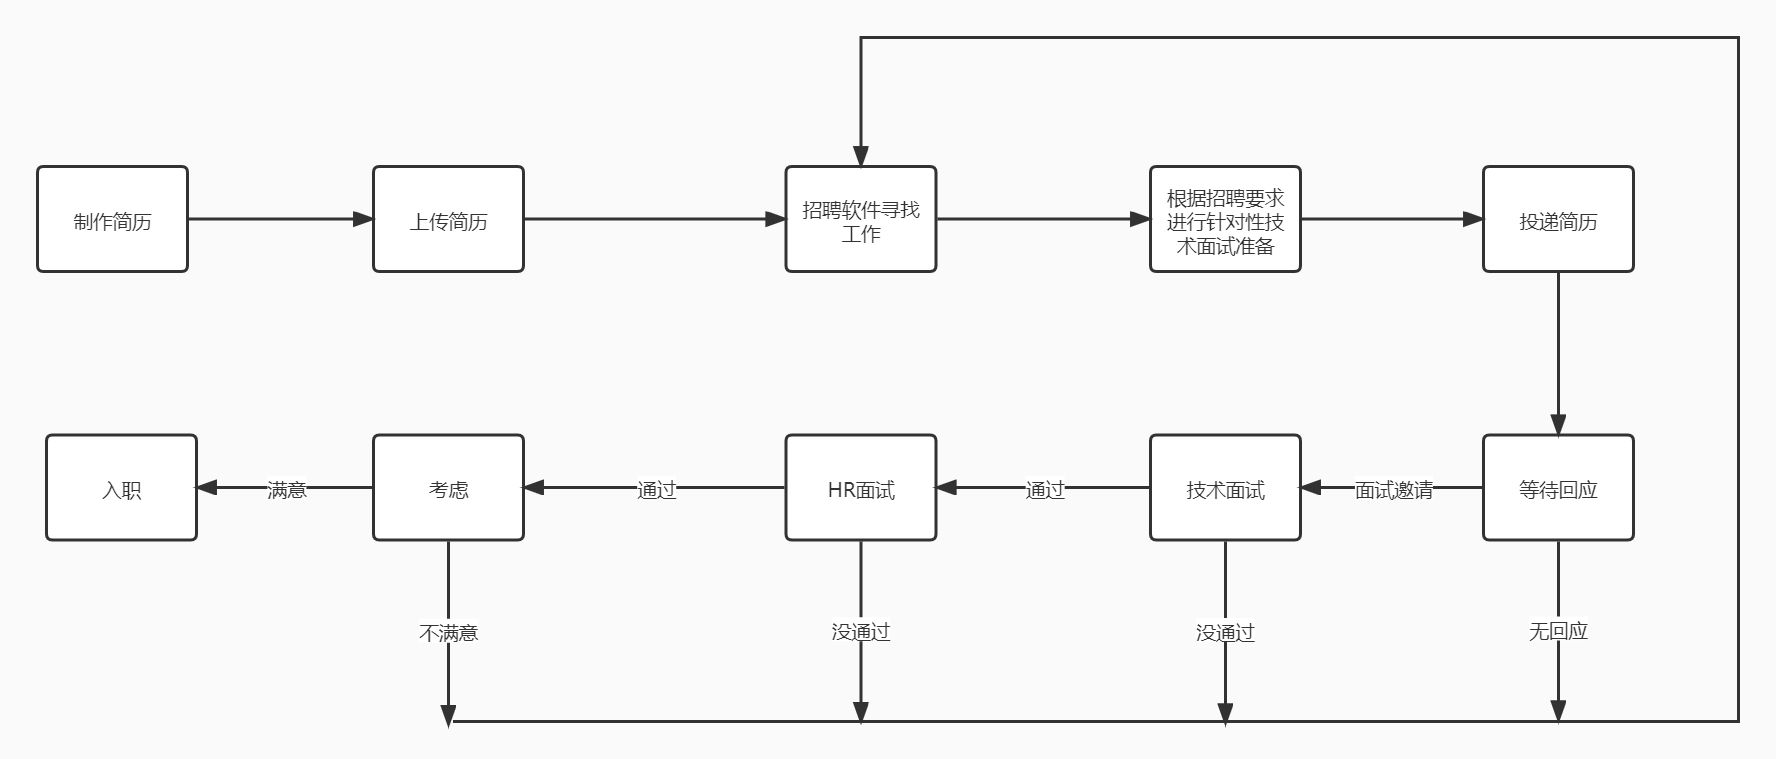 制作简历
上传简历
招聘软件寻找
工作
根据招聘要求
进行针对性技
术面试准备
投递简历
入职
满意
考虑
通过
HR面试
通过
技术面试
面试邀请
等待回应
不满意
没通过
没通过
无回应